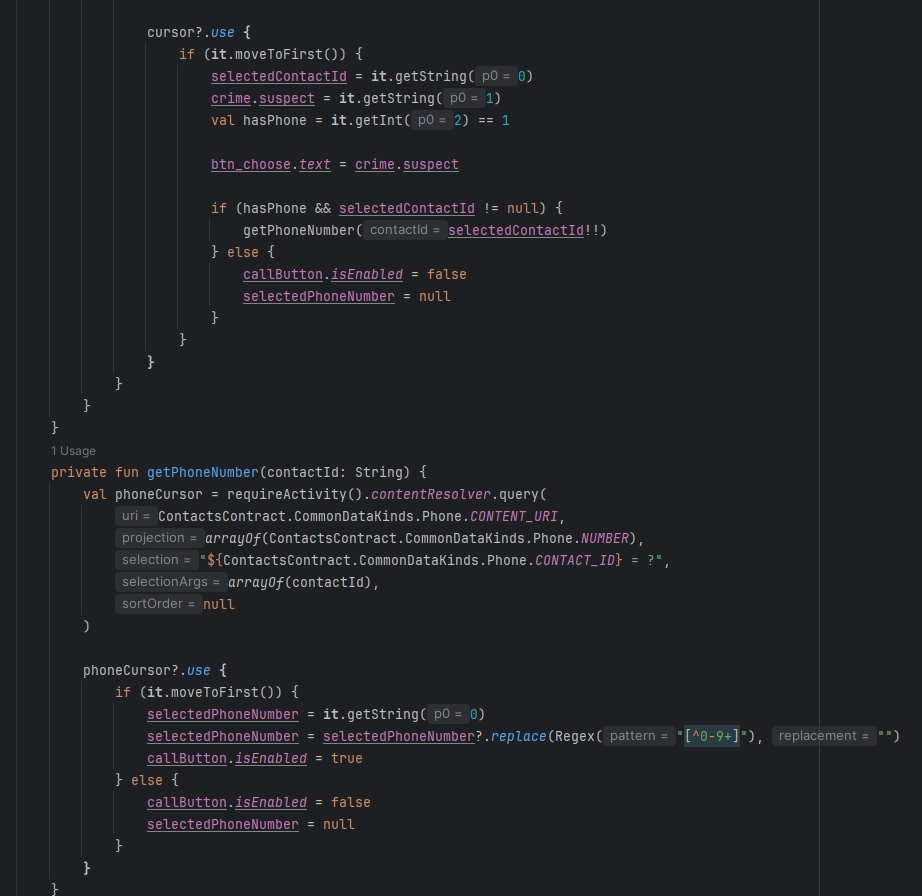 cursor?.use {
if (it.moveToFirst()) {
selectedContactId = it.getString( p0 = 0)
crime.suspect = it.getString( p0 = 1)
val hasPhone = it.getInt( p0 = 2) == 1
btn_choose.text = crime.suspect
if (hasPhone && selectedContactId != null) {
getPhoneNumber( contactId = selectedContactId!!)
} else {
callButton.isEnabled = false
selectedPhoneNumber = null
}
}
}
}
}
}
1 Usage
private fun getPhoneNumber(contactId: String) {
val phoneCursor = requireActivity().contentResolver.query(
uri = ContactsContract.CommonDataKinds.Phone.CONTENT_URI,
projection = arrayOf(ContactsContract.CommonDataKinds.Phone.NUMBER),
selection = "${ContactsContract.CommonDataKinds.Phone.CONTACT_ID} = ?",
selectionArgs = arrayOf(contactId),
sortOrder = null
)
phoneCursor?.use {
if (it.moveToFirst()) {
selectedPhoneNumber = it.getString( p0 = 0)
selectedPhoneNumber = selectedPhoneNumber?.replace(Regex( pattern = "[^0-9+]"), replacement = "")
callButton.isEnabled = true
} else {
callButton.isEnabled = false
selectedPhoneNumber = null
}
}
}